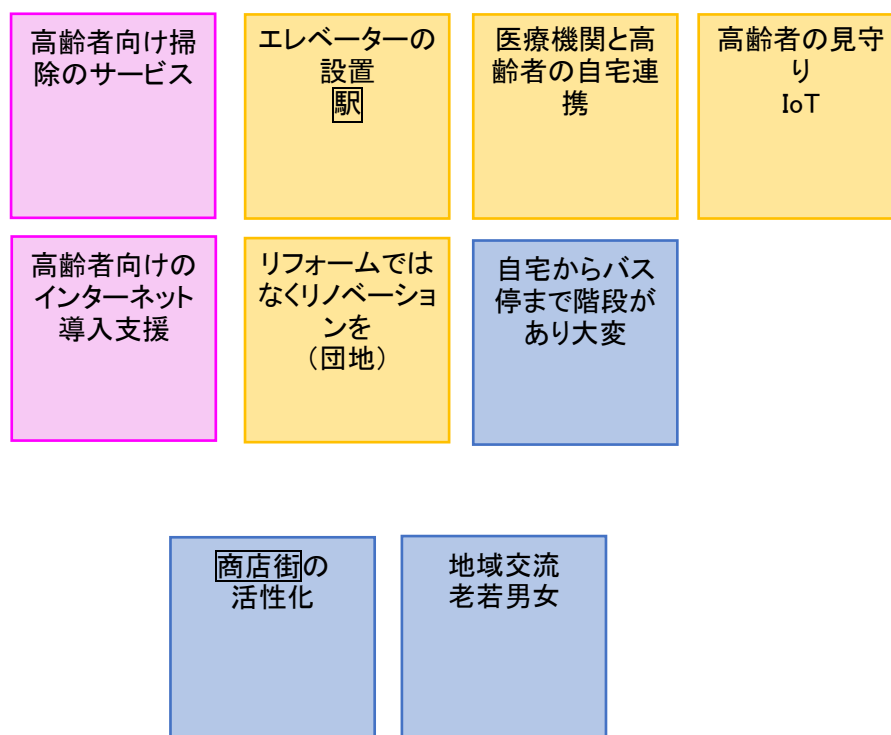 高齢者向け掃
除のサービス
エレベーターの
設置
駅
医療機関と高
齢者の自宅連
携
高齢者の見守
り
IoT
高齢者向けの
インターネット
導入支援
リフォームでは
なくリノベーショ
ンを
（団地）
自宅からバス
停まで階段が
あり大変
商店街の
活性化
地域交流
老若男女